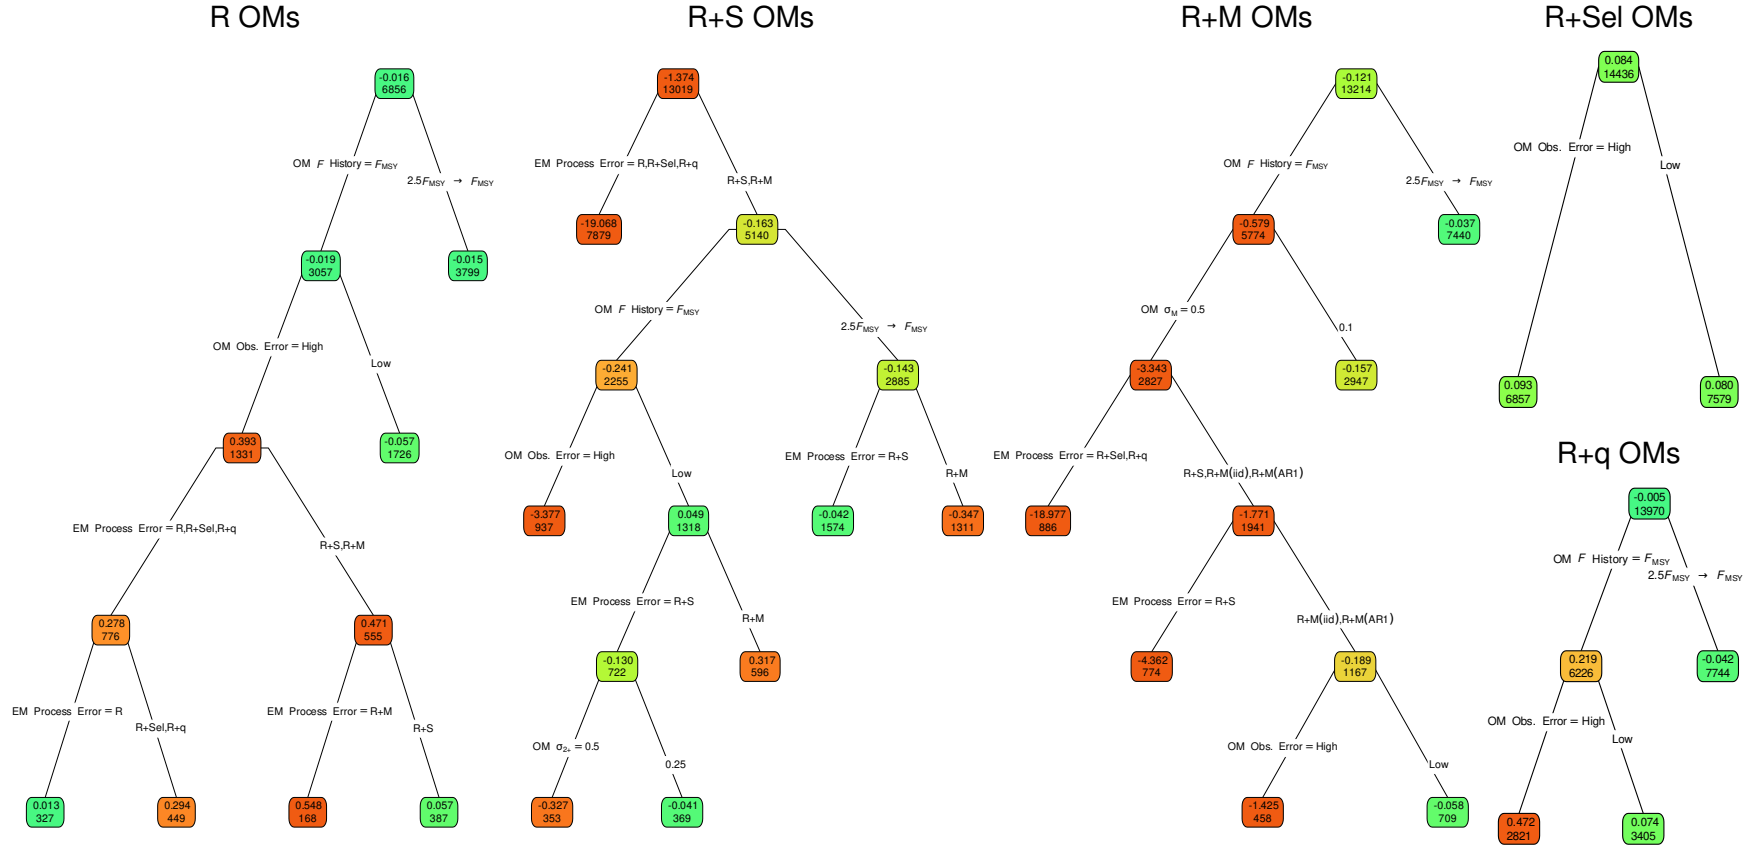 R OMs
-0.016
6856
OM F History = FMSY
2.5FMSY → FMSY
-0.019
3057
-0.015
3799
OM Obs. Error = High
Low
0.393
1331
-0.057
1726
EM Process Error = R,R+Sel,R+q
R+S,R+M
0.278
776
0.471
555
EM Process Error = R
R+Sel,R+q
EM Process Error = R+M
R+S
0.013
327
0.294
449
0.548
168
0.057
387
R+S OMs
-1.374
13019
EM Process Error = R,R+Sel,R+q
R+S,R+M
-19.068
7879
-0.163
5140
OM F History = FMSY
2.5FMSY → FMSY
-0.241
2255
-0.143
2885
OM Obs. Error = High
Low
EM Process Error = R+S
R+M
-3.377
937
0.049
1318
-0.042
1574
-0.347
1311
EM Process Error = R+S
R+M
-0.130
722
0.317
596
OM σ2+ = 0.5
0.25
-0.327
353
-0.041
369
R+M OMs
-0.121
13214
OM F History = FMSY
2.5FMSY → FMSY
-0.579
5774
-0.037
7440
OM σM = 0.5
0.1
-3.343
2827
-0.157
2947
EM Process Error = R+Sel,R+q
R+S,R+M(iid),R+M(AR1)
-18.977
886
-1.771
1941
EM Process Error = R+S
R+M(iid),R+M(AR1)
-4.362
774
-0.189
1167
OM Obs. Error = High
Low
-1.425
458
-0.058
709
R+Sel OMs
0.084
14436
OM Obs. Error = High
Low
0.093
6857
0.080
7579
R+q OMs
-0.005
13970
OM F History = FMSY
2.5FMSY → FMSY
0.219
6226
-0.042
7744
OM Obs. Error = High
Low
0.472
2821
0.074
3405